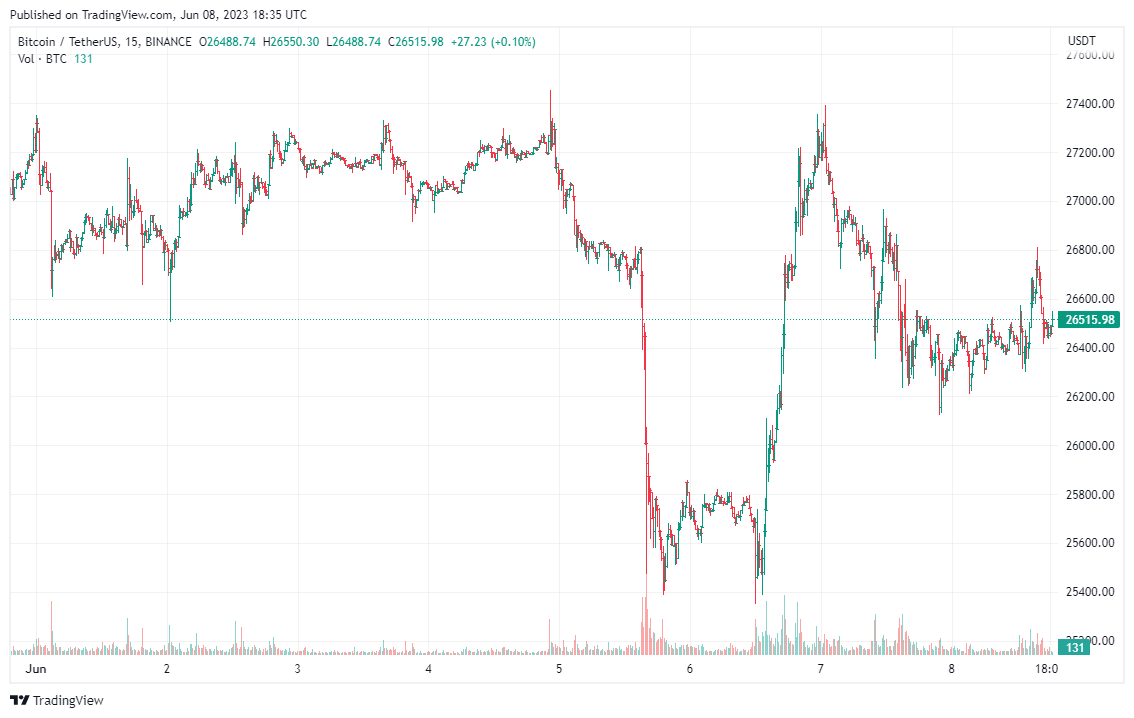 Published on TradingView.com, Jun 08, 2023 18:35 UTC
Bitcoin / TetherUS, 15, BINANCE O26488.74 H26550.30 L26488.74 C26515.98 +27.23 (+0.10%)
Vol · BTC 131
USDT
27600.00
27400.00
27200.00
27000.00
26800.00
26600.00
26515.98
26400.00
26200.00
26000.00
25800.00
25600.00
25400.00
25200.00
131
Jun 2 3 4 5 6 7 8 18:0
TradingView